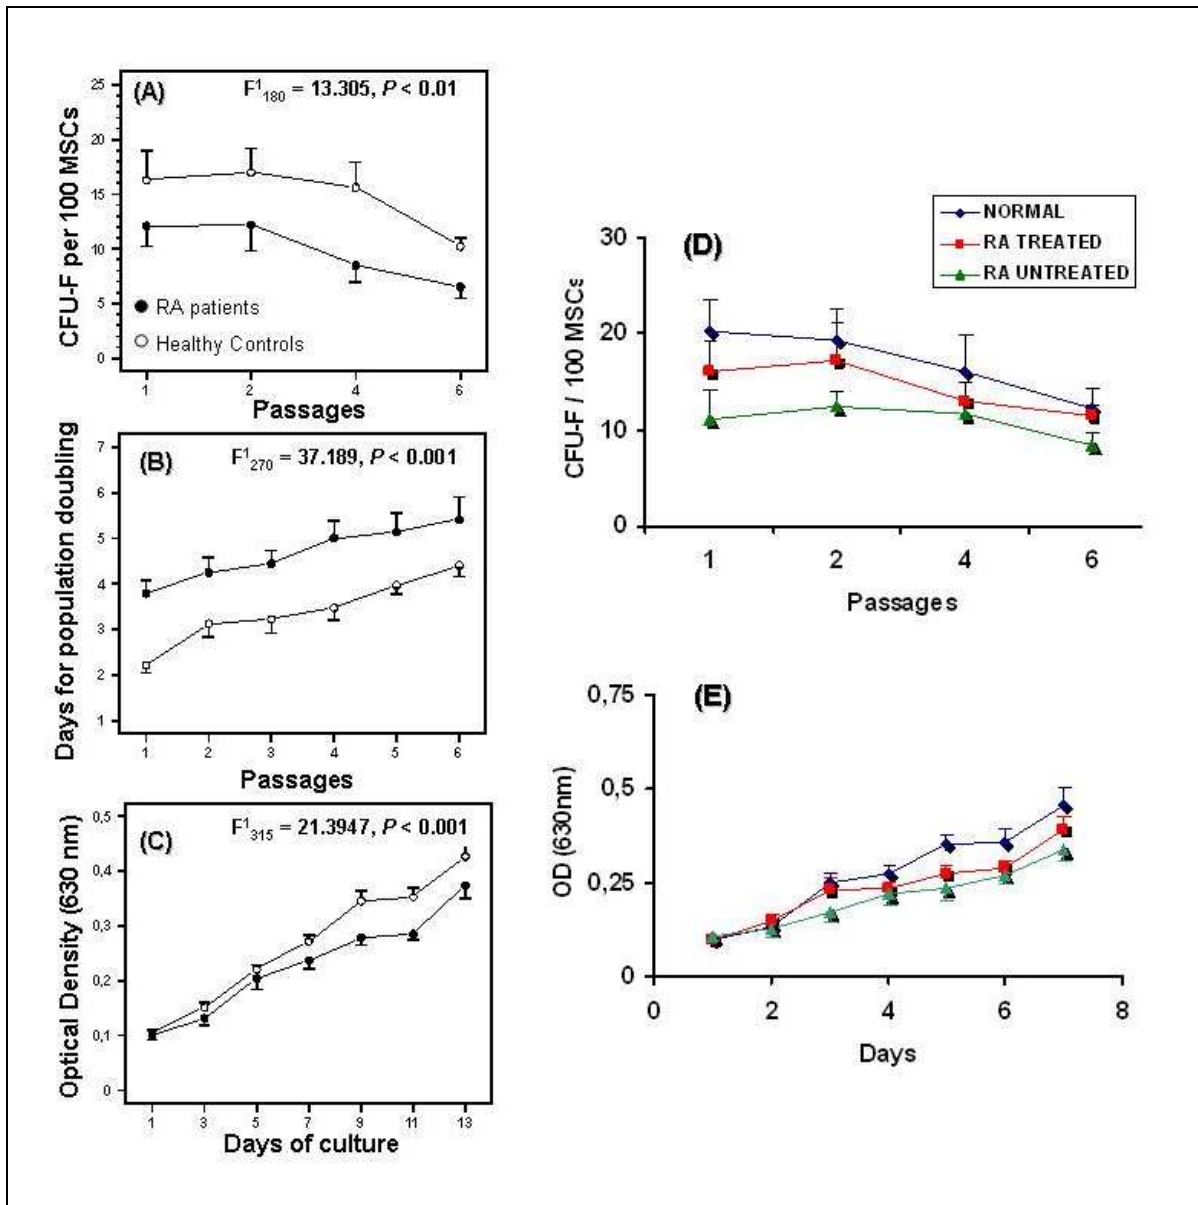 (A)
F¹₁₈₀ = 13.305, P < 0.01
CFU-F per 100 MSCs
25
20
15
10
5
0
RA patients
Healthy Controls
1 2 4 6
Passages
(B)
F¹₂₇₀ = 37.189, P < 0.001
Days for population doubling
7
6
5
4
3
2
1
1 2 3 4 5 6
Passages
(C)
F¹₃₁₅ = 21.3947, P < 0.001
Optical Density (630 nm)
0,5
0,4
0,3
0,2
0,1
0
1 3 5 7 9 11 13
Days of culture
(D)
NORMAL
RA TREATED
RA UNTREATED
CFU-F / 100 MSCs
30
20
10
0
1 2 4 6
Passages
(E)
OD (630nm)
0,75
0,5
0,25
0
0 2 4 6 8
Days